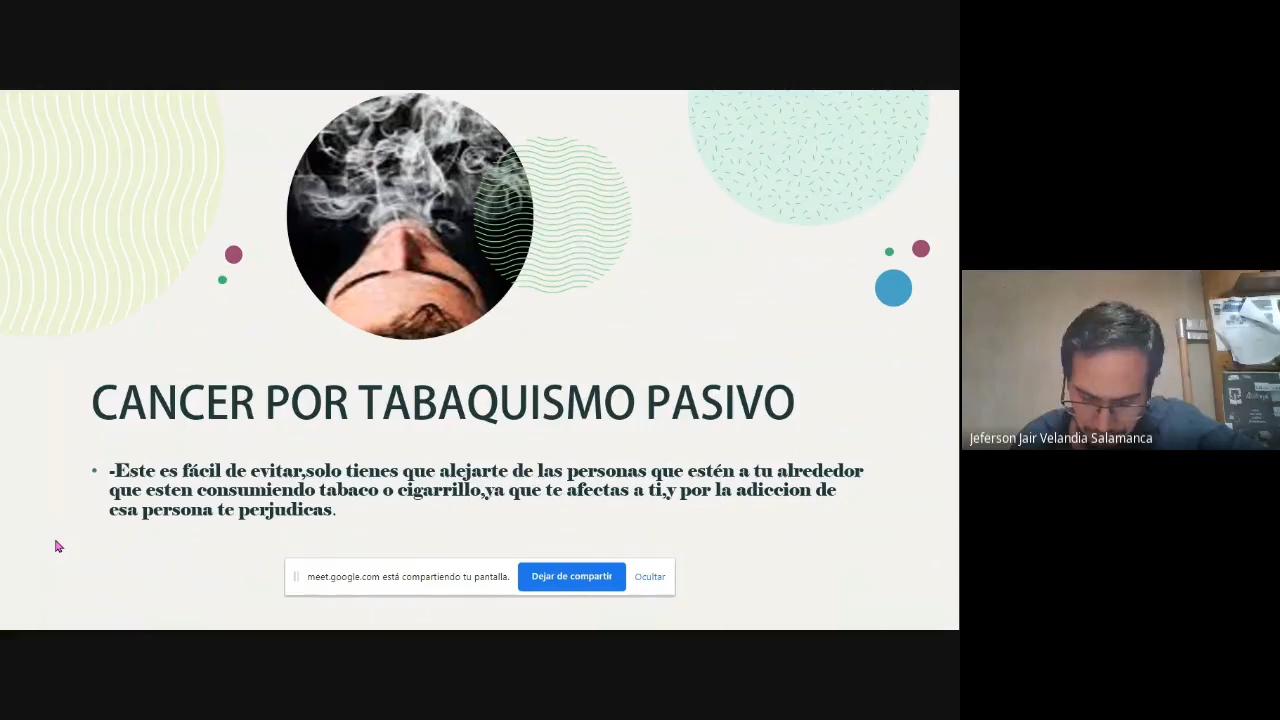 CANCER POR TABAQUISMO PASIVO
• -Este es fácil de evitar,solo tienes que alejarte de las personas que estén a tu alrededor
que esten consumiendo tabaco o cigarrillo,ya que te afectas a ti,y por la adiccion de
esa persona te perjudicas.
meet.google.com está compartiendo tu pantalla.
Dejar de compartir
Ocultar
Jeferson Jair Velandia Salamanca